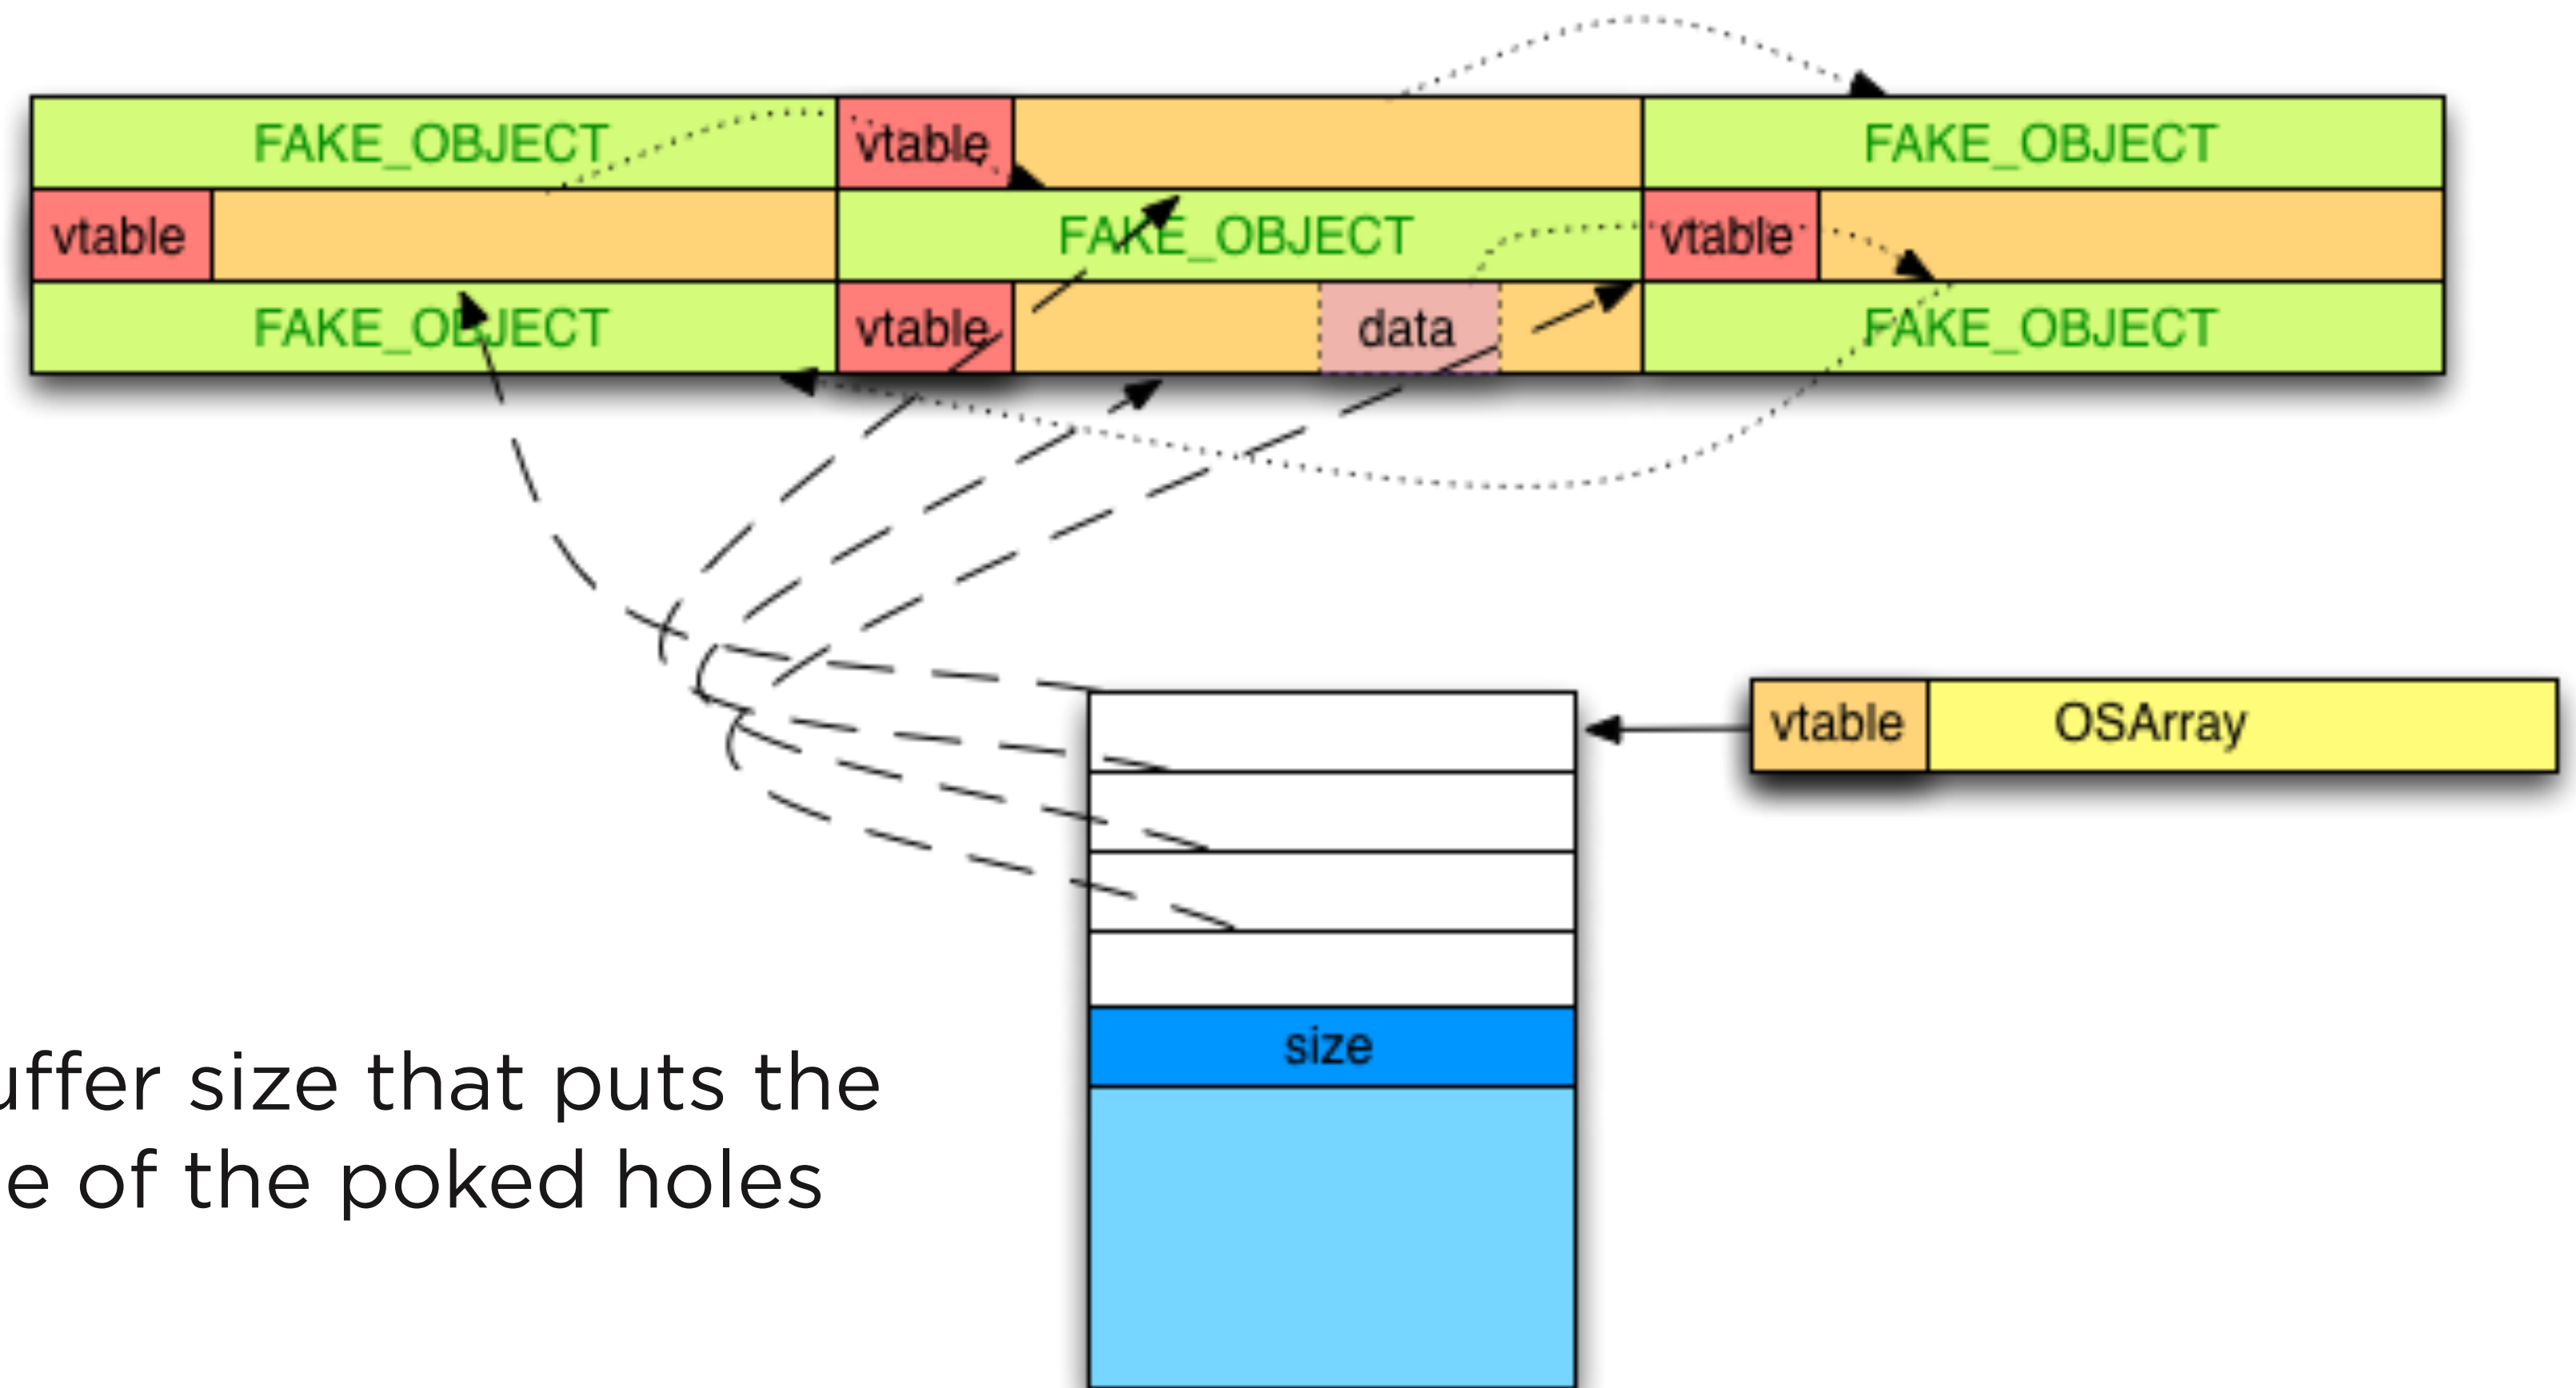 FAKE_OBJECT vtable FAKE_OBJECT
vtable FAKE_OBJECT vtable
FAKE_OBJECT vtable data FAKE_OBJECT
vtable OSArray
size
uffer size that puts the
e of the poked holes